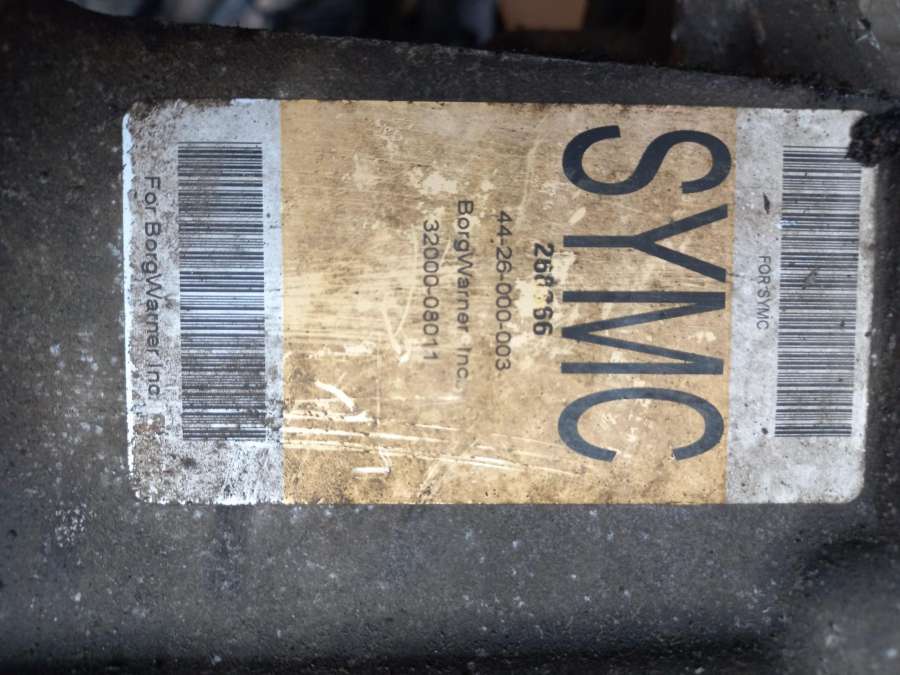 FOR SYMC
SYMC
44-26-000-003
BorgWarner Inc.
32000-08011
For BorgWarner Inc.